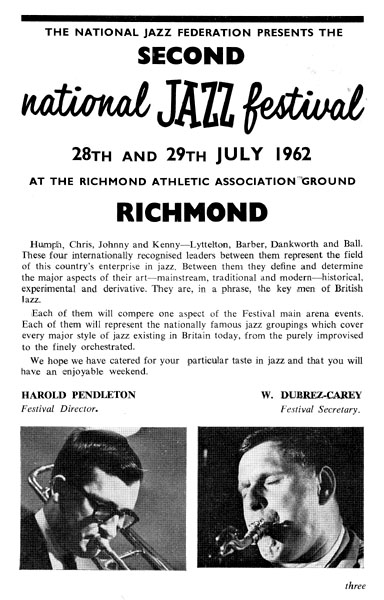 THE NATIONAL JAZZ FEDERATION PRESENTS THE
SECOND
national JAZZ festival
28TH AND 29TH JULY 1962
AT THE RICHMOND ATHLETIC ASSOCIATION GROUND
RICHMOND
Humph, Chris, Johnny and Kenny—Lyttelton, Barber, Dankworth and Ball.
These four internationally recognised leaders between them represent the field
of this country's enterprise in jazz. Between them they define and determine
the major aspects of their art—mainstream, traditional and modern—historical,
experimental and derivative. They are, in a phrase, the key men of British
Jazz.
Each of them will compere one aspect of the Festival main arena events.
Each of them will represent the nationally famous jazz groupings which cover
every major style of jazz existing in Britain today, from the purely improvised
to the finely orchestrated.
We hope we have catered for your particular taste in jazz and that you will
have an enjoyable weekend.
HAROLD PENDLETON W. DUBREZ-CAREY
Festival Director. Festival Secretary.
three